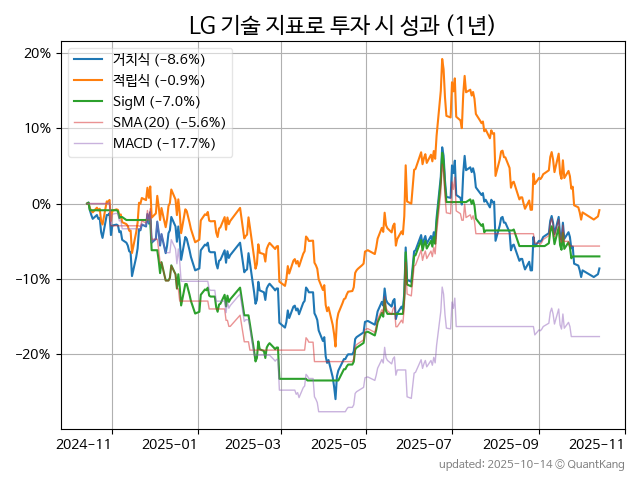 LG 기술 지표로 투자 시 성과 (1년)
거치식 (−8.6%)
적립식 (−0.9%)
SigM (−7.0%)
SMA(20) (−5.6%)
MACD (−17.7%)
20%
10%
0%
−10%
−20%
2024-11
2025-01
2025-03
2025-05
2025-07
2025-09
2025-11
updated: 2025-10-14 © QuantKang